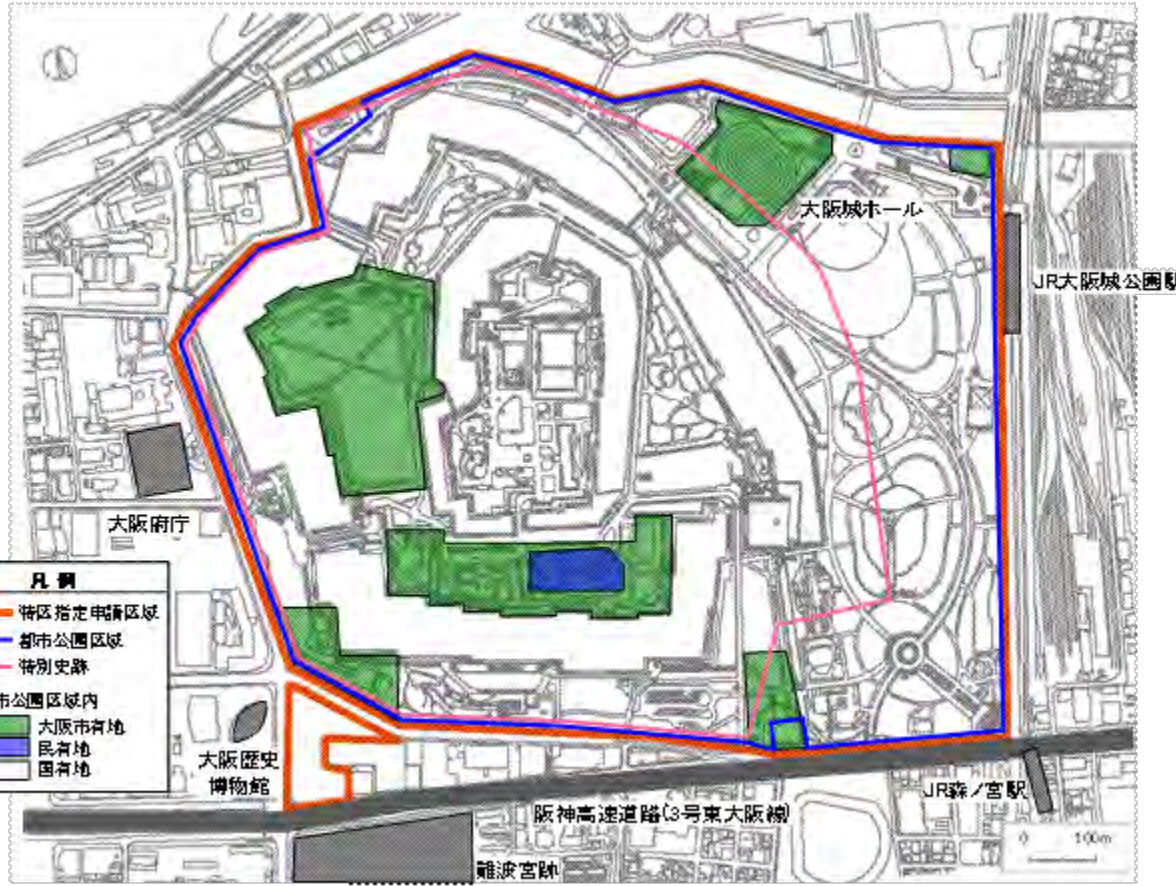 大阪城ホール
JR大阪城公園駅
大阪府庁
凡例
特区指定申請区域
都市公園区域
特別史跡
市公園区域内
大阪市有地
民有地
国有地
大阪歴史
博物館
JR森ノ宮駅
阪神高速道路(3号東大阪線)
0 100m
難波宮跡